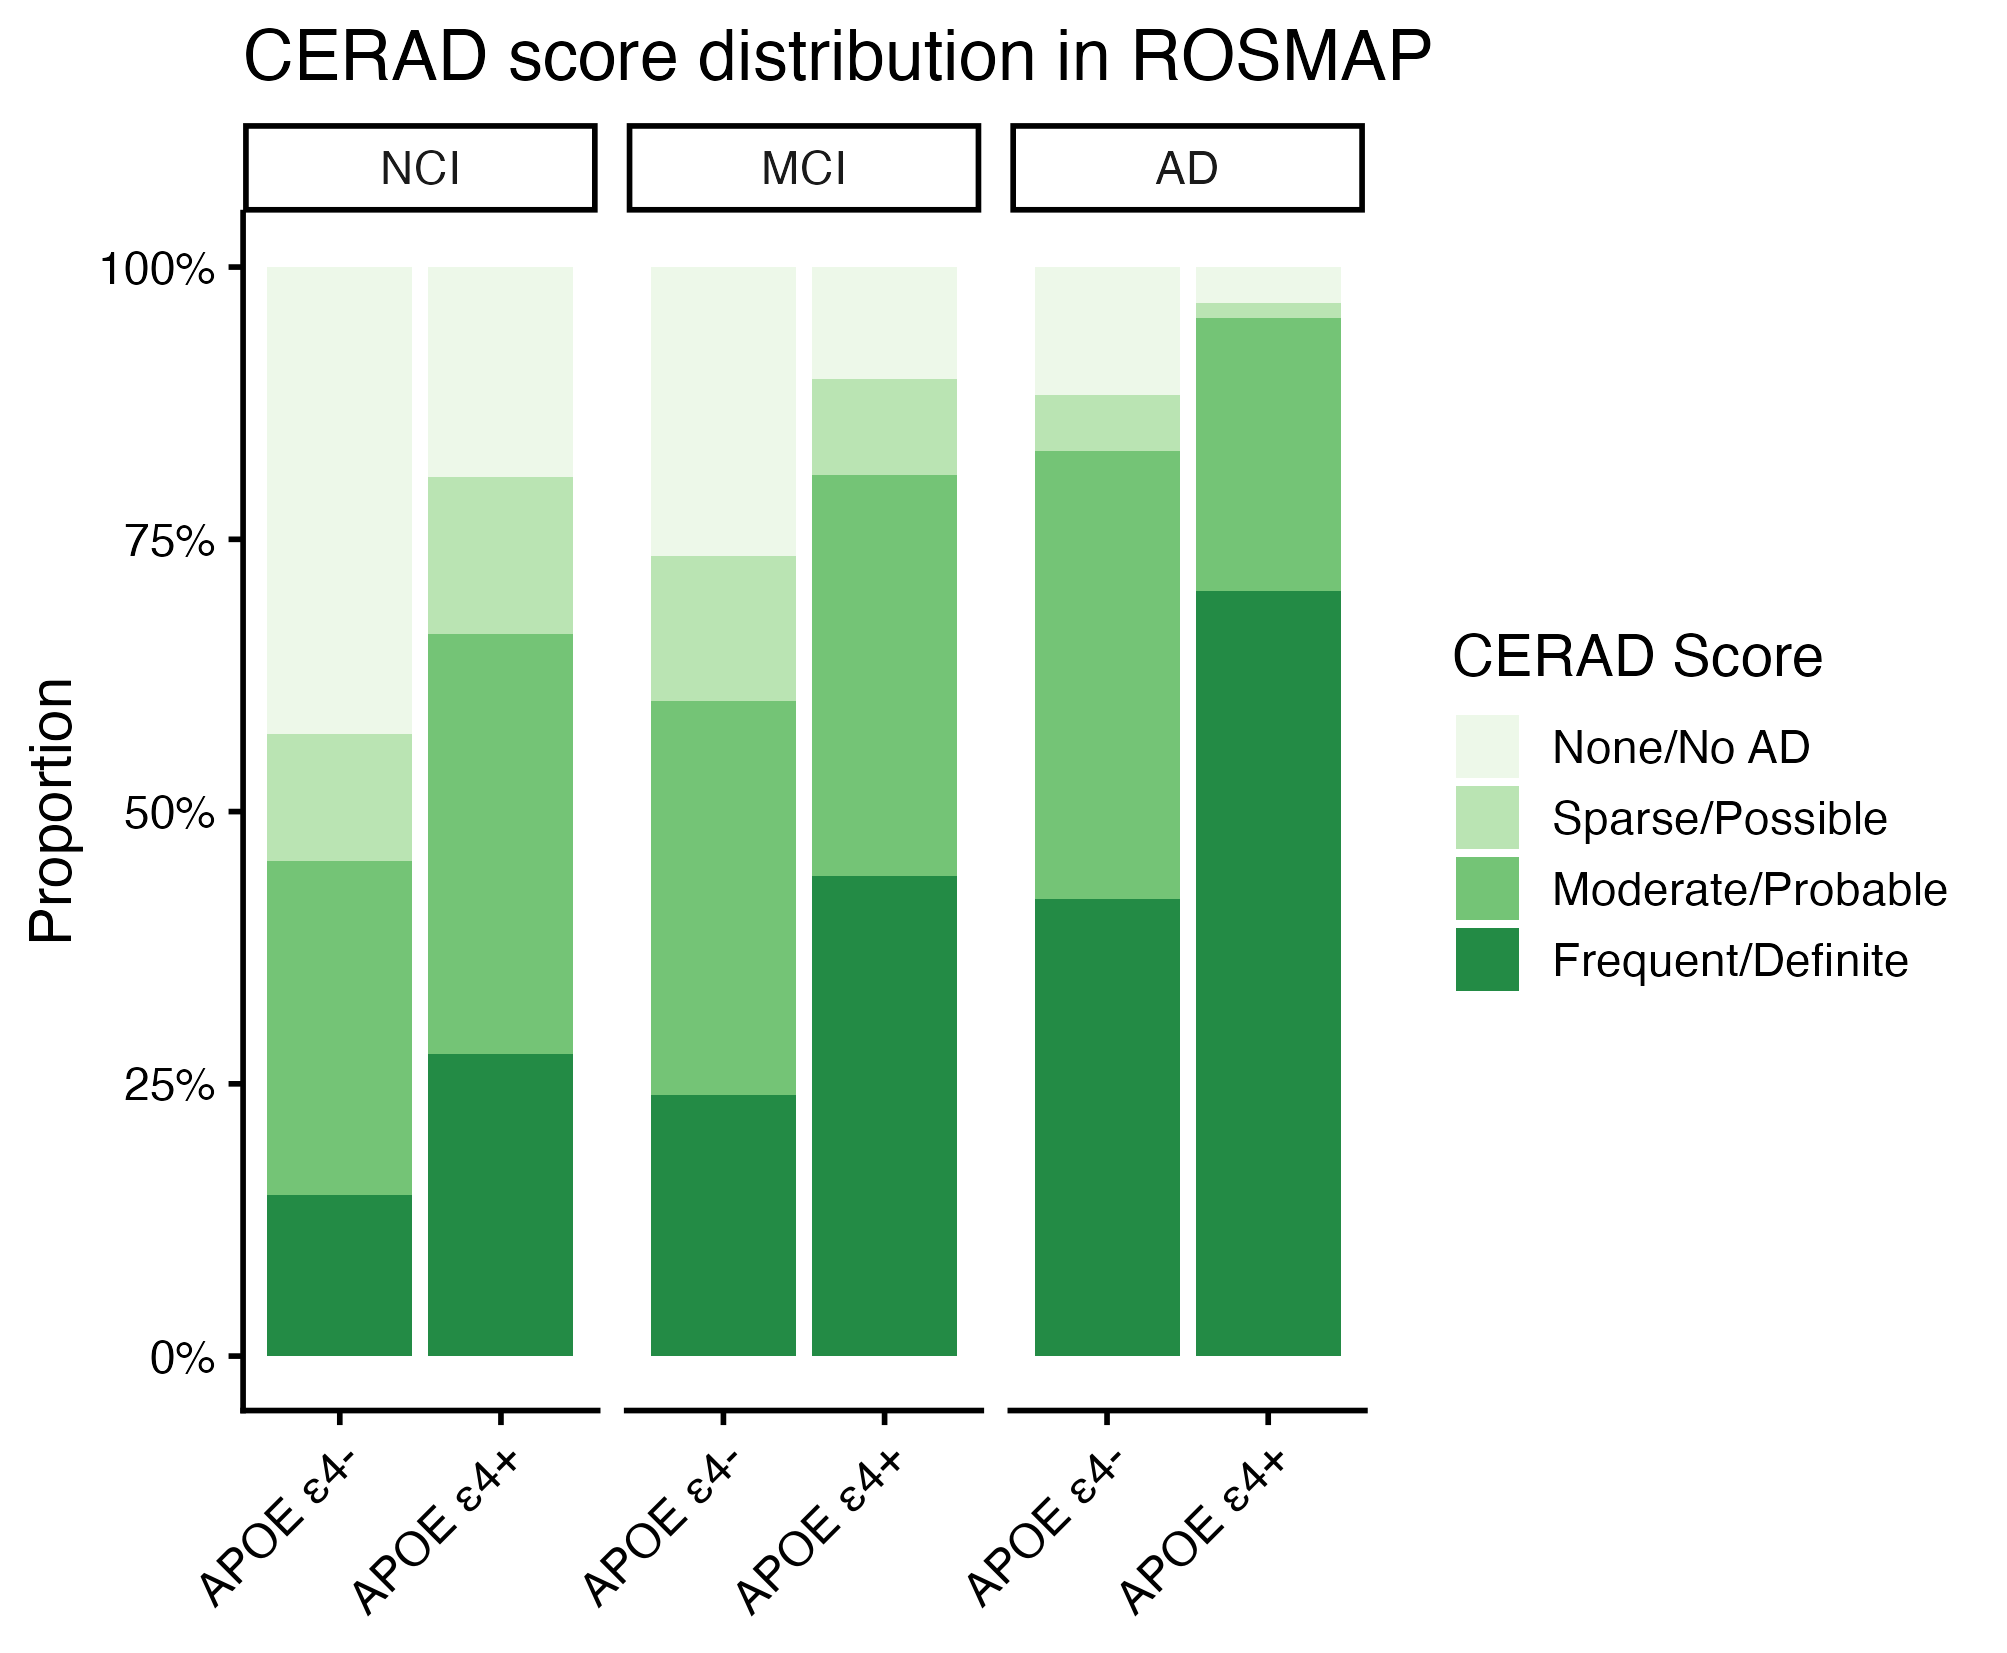 CERAD score distribution in ROSMAP
NCI
MCI
AD
Proportion
100%
75%
50%
25%
0%
APOE ε4-
APOE ε4+
APOE ε4-
APOE ε4+
APOE ε4-
APOE ε4+
CERAD Score
None/No AD
Sparse/Possible
Moderate/Probable
Frequent/Definite